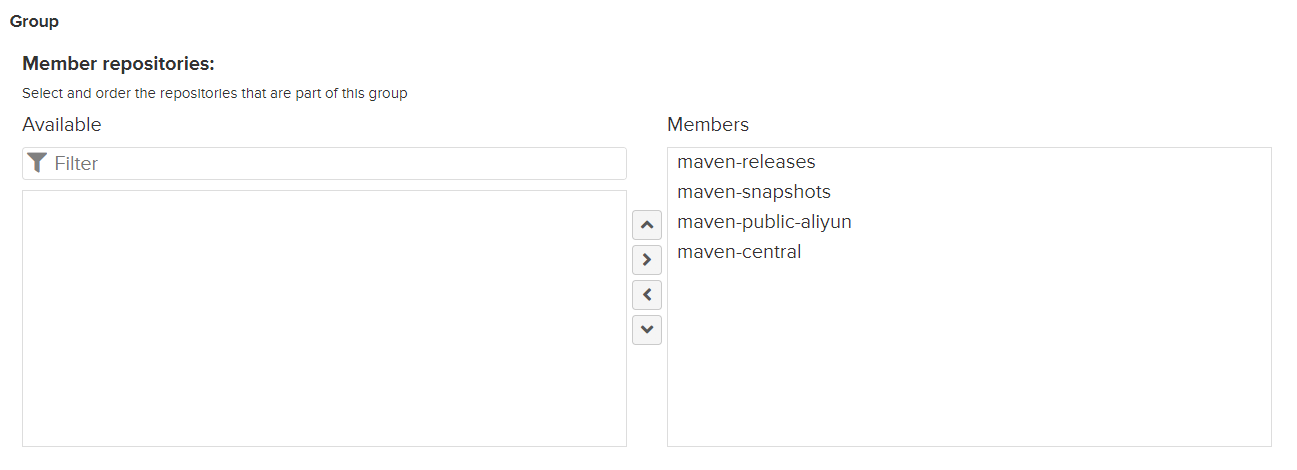 Group
Member repositories:
Select and order the repositories that are part of this group
Available
Filter
Members
maven-releases
maven-snapshots
maven-public-aliyun
maven-central